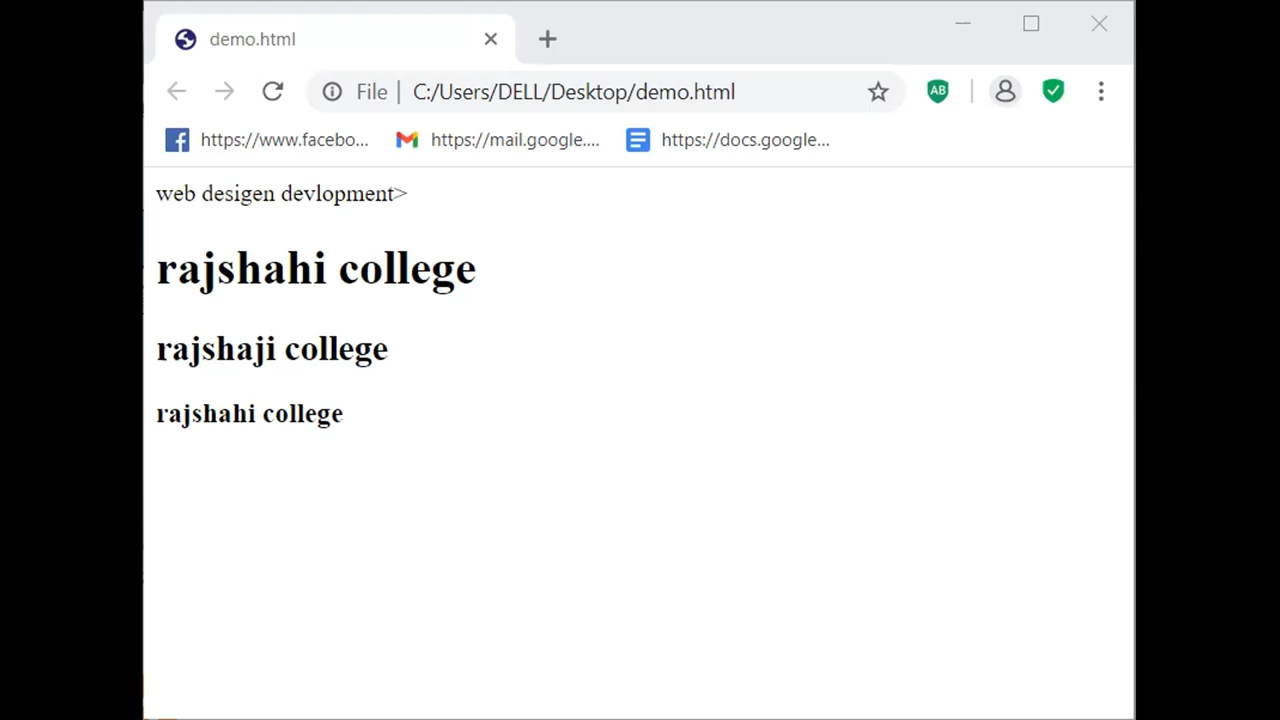 demo.html
File | C:/Users/DELL/Desktop/demo.html
AB
https://www.facebo... https://mail.google.... https://docs.google...
web desigen devlopment>
rajshahi college
rajshaji college
rajshahi college